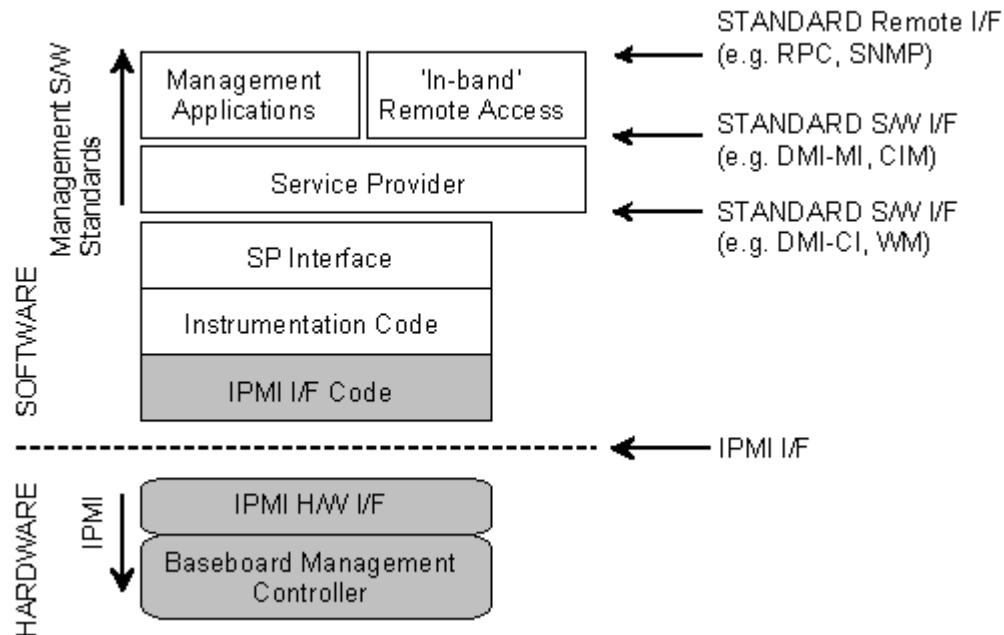 STANDARD Remote I/F
(e.g. RPC, SNMP)
Management S/W
Standards
Management
Applications
'In-band'
Remote Access
STANDARD S/W I/F
(e.g. DMI-MI, CIM)
Service Provider
STANDARD S/W I/F
(e.g. DMI-CI, WM)
SP Interface
Instrumentation Code
IPMI I/F Code
SOFTWARE
IPMI I/F
HARDWARE
IPMI
IPMI H/W I/F
Baseboard Management
Controller